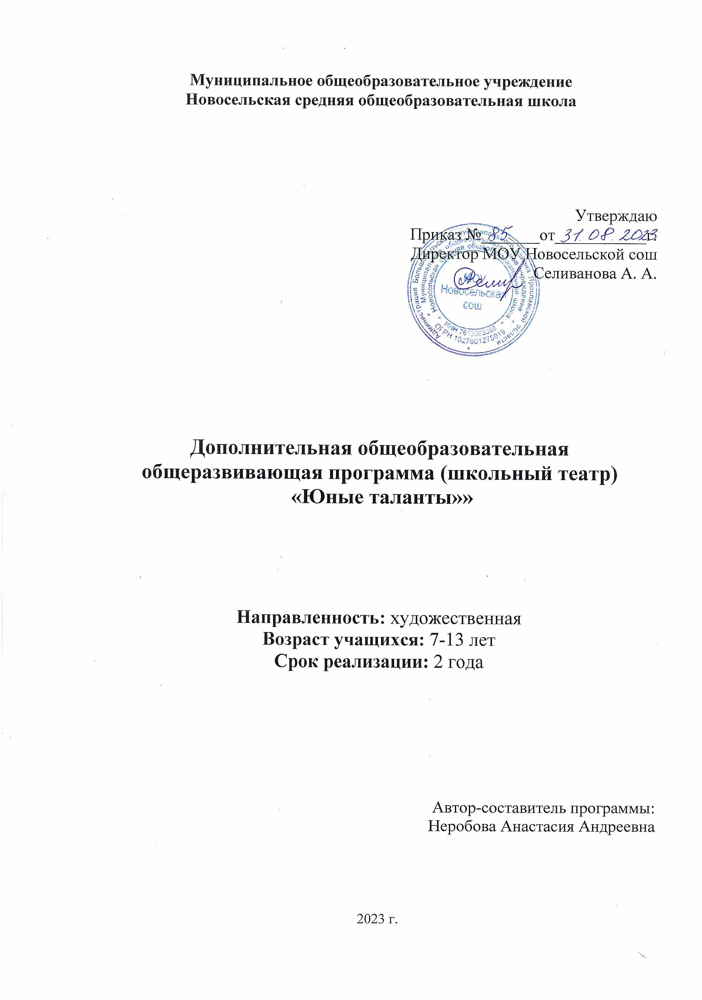 Муниципальное общеобразовательное учреждение
Новосельская средняя общеобразовательная школа
Утверждаю
Приказ № 85 от 31.08.2023 г.
Директор МОУ Новосельской сош
Селиванова А. А.
Администрация Большесельского муниципального района Ярославской области
Муниципальное общеобразовательное учреждение
Новосельская средняя общеобразовательная школа
МОУ
Новосельская
сош
ИНН 7613003388
ОГРН 1027601275019
Дополнительная общеобразовательная
общеразвивающая программа (школьный театр)
«Юные таланты»»
Направленность: художественная
Возраст учащихся: 7-13 лет
Срок реализации: 2 года
Автор-составитель программы:
Неробова Анастасия Андреевна
2023 г.